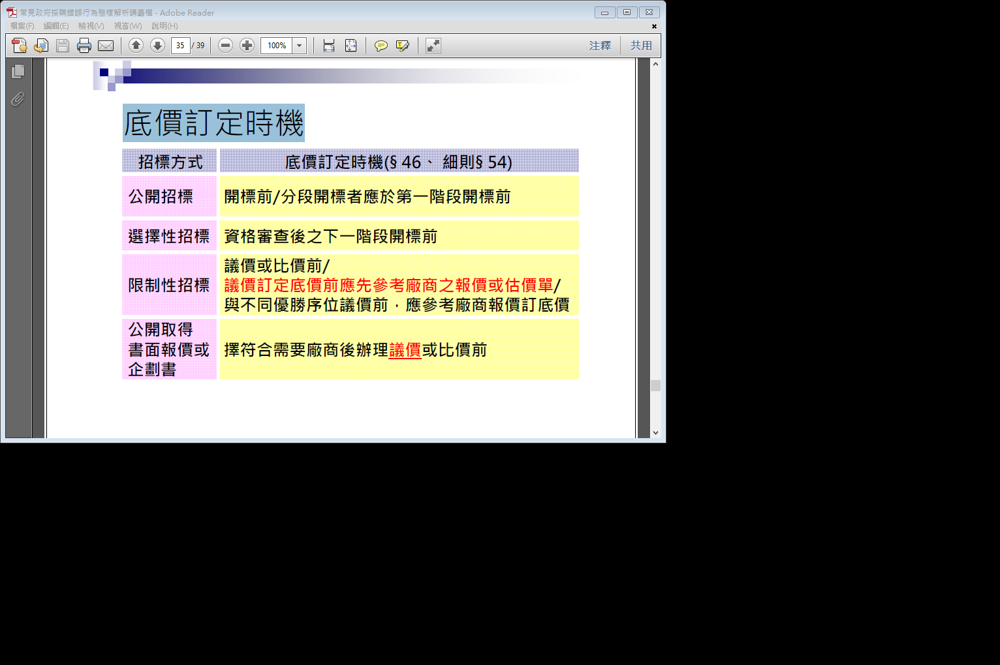 常見政府採購錯誤行為態樣解析講義檔 - Adobe Reader
檔案(F) 編輯(E) 檢視(V) 視窗(W) 說明(H)
35 / 39 100% 注釋 共用
底價訂定時機
招標方式 底價訂定時機(§ 46、 細則§ 54)
公開招標 開標前/分段開標者應於第一階段開標前
選擇性招標 資格審查後之下一階段開標前
限制性招標
議價或比價前/
議價訂定底價前應先參考廠商之報價或估價單/
與不同優勝序位議價前，應參考廠商報價訂底價
公開取得
書面報價或
企劃書
擇符合需要廠商後辦理議價或比價前